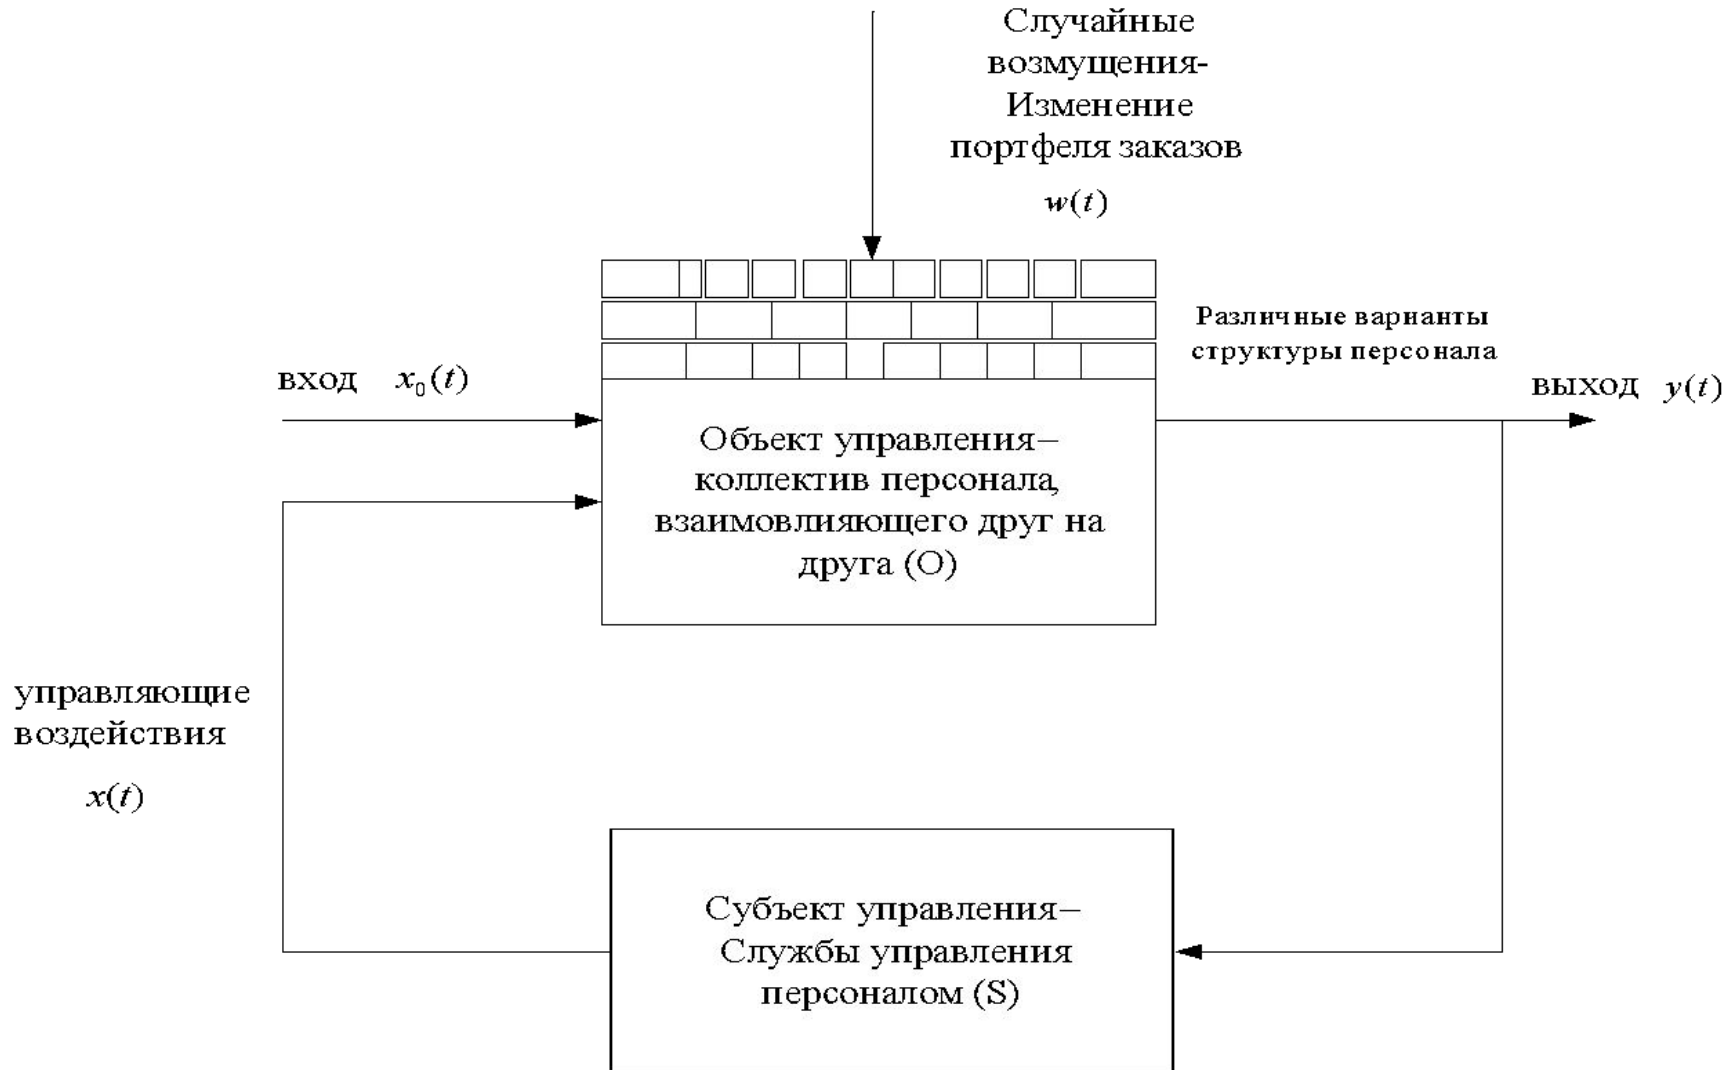 Случайные
возмущения-
Изменение
портфеля заказов
w(t)
Различные варианты
структуры персонала
вход x₀(t)
выход y(t)
Объект управления–
коллектив персонала,
взаимовлияющего друг на
друга (О)
управляющие
воздействия
x(t)
Субъект управления–
Службы управления
персоналом (S)